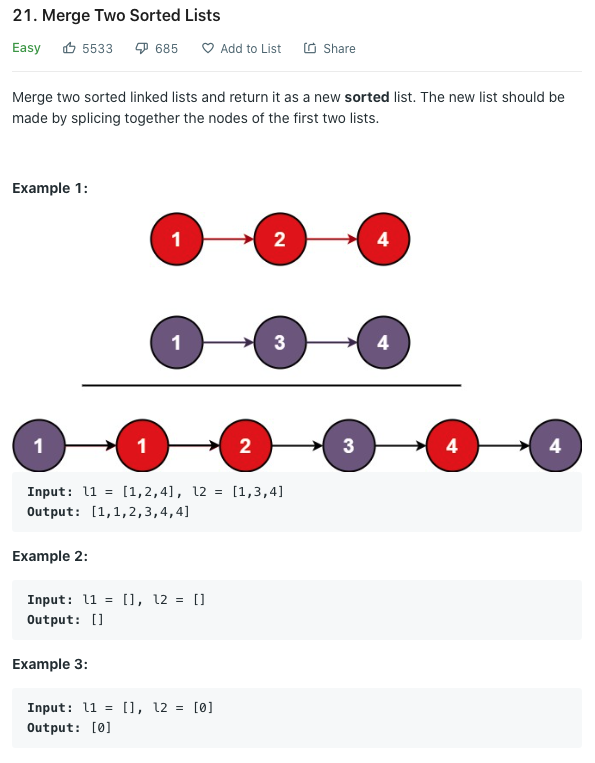 21. Merge Two Sorted Lists
Easy 5533 685 Add to List Share
Merge two sorted linked lists and return it as a new sorted list. The new list should be
made by splicing together the nodes of the first two lists.
Example 1:
1 2 4
1 3 4
1 1 2 3 4 4
Input: l1 = [1,2,4], l2 = [1,3,4]
Output: [1,1,2,3,4,4]
Example 2:
Input: l1 = [], l2 = []
Output: []
Example 3:
Input: l1 = [], l2 = [0]
Output: [0]